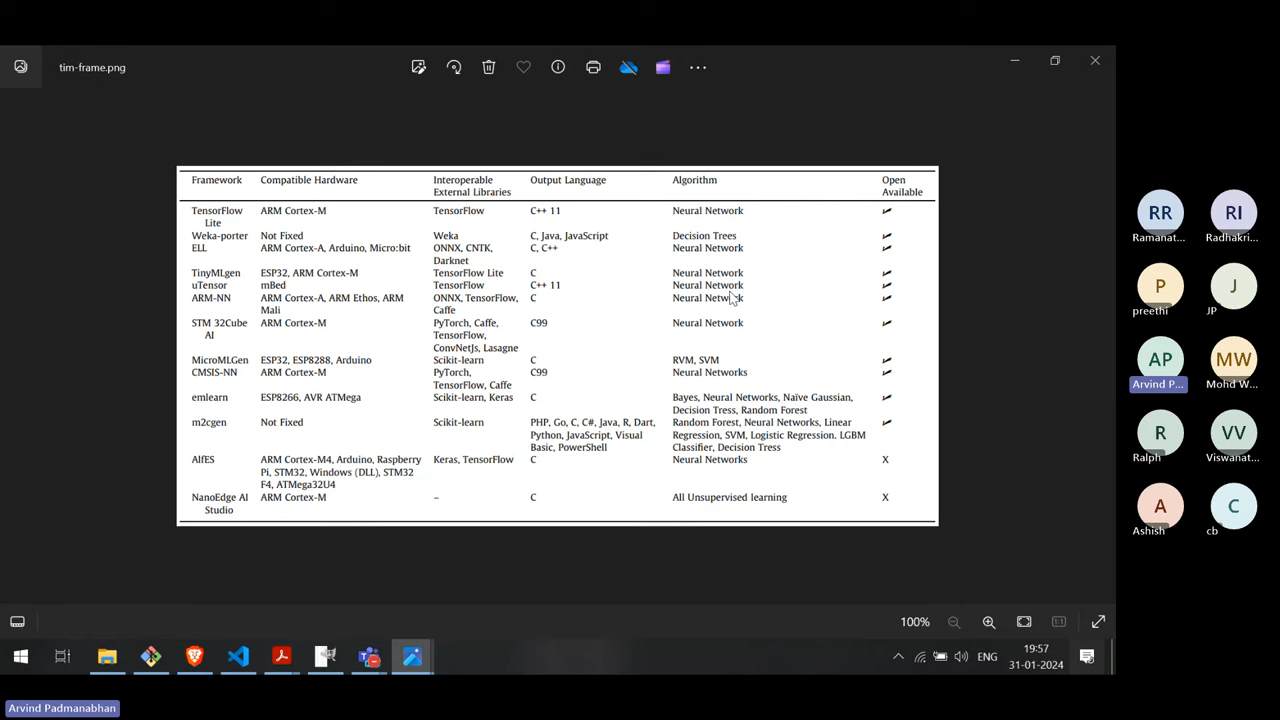 tim-frame.png
Framework Compatible Hardware Interoperable External Libraries Output Language Algorithm Open Available
TensorFlow Lite ARM Cortex-M TensorFlow C++ 11 Neural Network
Weka-porter Not Fixed Weka C, Java, JavaScript Decision Trees
ELL ARM Cortex-A, Arduino, Micro:bit ONNX, CNTK, Darknet C, C++ Neural Network
TinyMLgen ESP32, ARM Cortex-M TensorFlow Lite C Neural Network
uTensor mBed TensorFlow C++ 11 Neural Network
ARM-NN ARM Cortex-A, ARM Ethos, ARM Mali ONNX, TensorFlow, Caffe C Neural Network
STM 32Cube AI ARM Cortex-M PyTorch, Caffe, TensorFlow, ConvNetJs, Lasagne C99 Neural Network
MicroMLGen ESP32, ESP8288, Arduino Scikit-learn C RVM, SVM
CMSIS-NN ARM Cortex-M PyTorch, TensorFlow, Caffe C99 Neural Networks
emlearn ESP8266, AVR ATMega Scikit-learn, Keras C Bayes, Neural Networks, Naïve Gaussian, Decision Tress, Random Forest
m2cgen Not Fixed Scikit-learn PHP, Go, C, C#, Java, R, Dart, Python, JavaScript, Visual Basic, PowerShell Random Forest, Neural Networks, Linear Regression, SVM, Logistic Regression. LGBM Classifier, Decision Tress
AIfES ARM Cortex-M4, Arduino, Raspberry Pi, STM32, Windows (DLL), STM32 F4, ATMega32U4 Keras, TensorFlow C Neural Networks X
NanoEdge AI Studio ARM Cortex-M – C All Unsupervised learning X
RR
Ramanat...
RI
Radhakri...
P
preethi
J
JP
AP
Arvind P...
MW
Mohd W...
R
Ralph
VV
Viswanat...
A
Ashish
C
cb
100%
1:1
ENG
19:57
31-01-2024
Arvind Padmanabhan